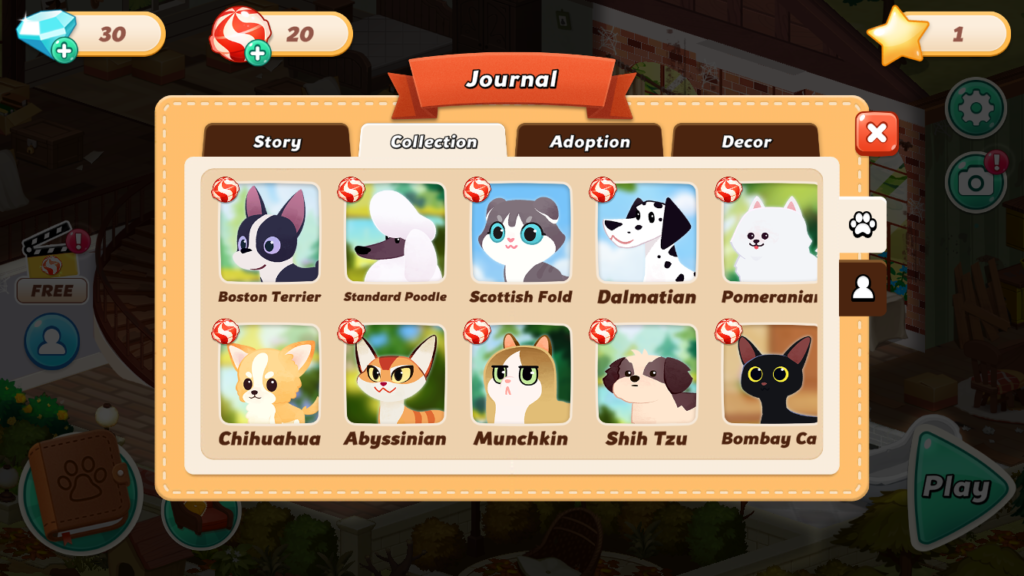 30
20
1
Journal
Story
Collection
Adoption
Decor
Boston Terrier
Standard Poodle
Scottish Fold
Dalmatian
Pomerania
Chihuahua
Abyssinian
Munchkin
Shih Tzu
Bombay Ca
!
!
FREE
Play